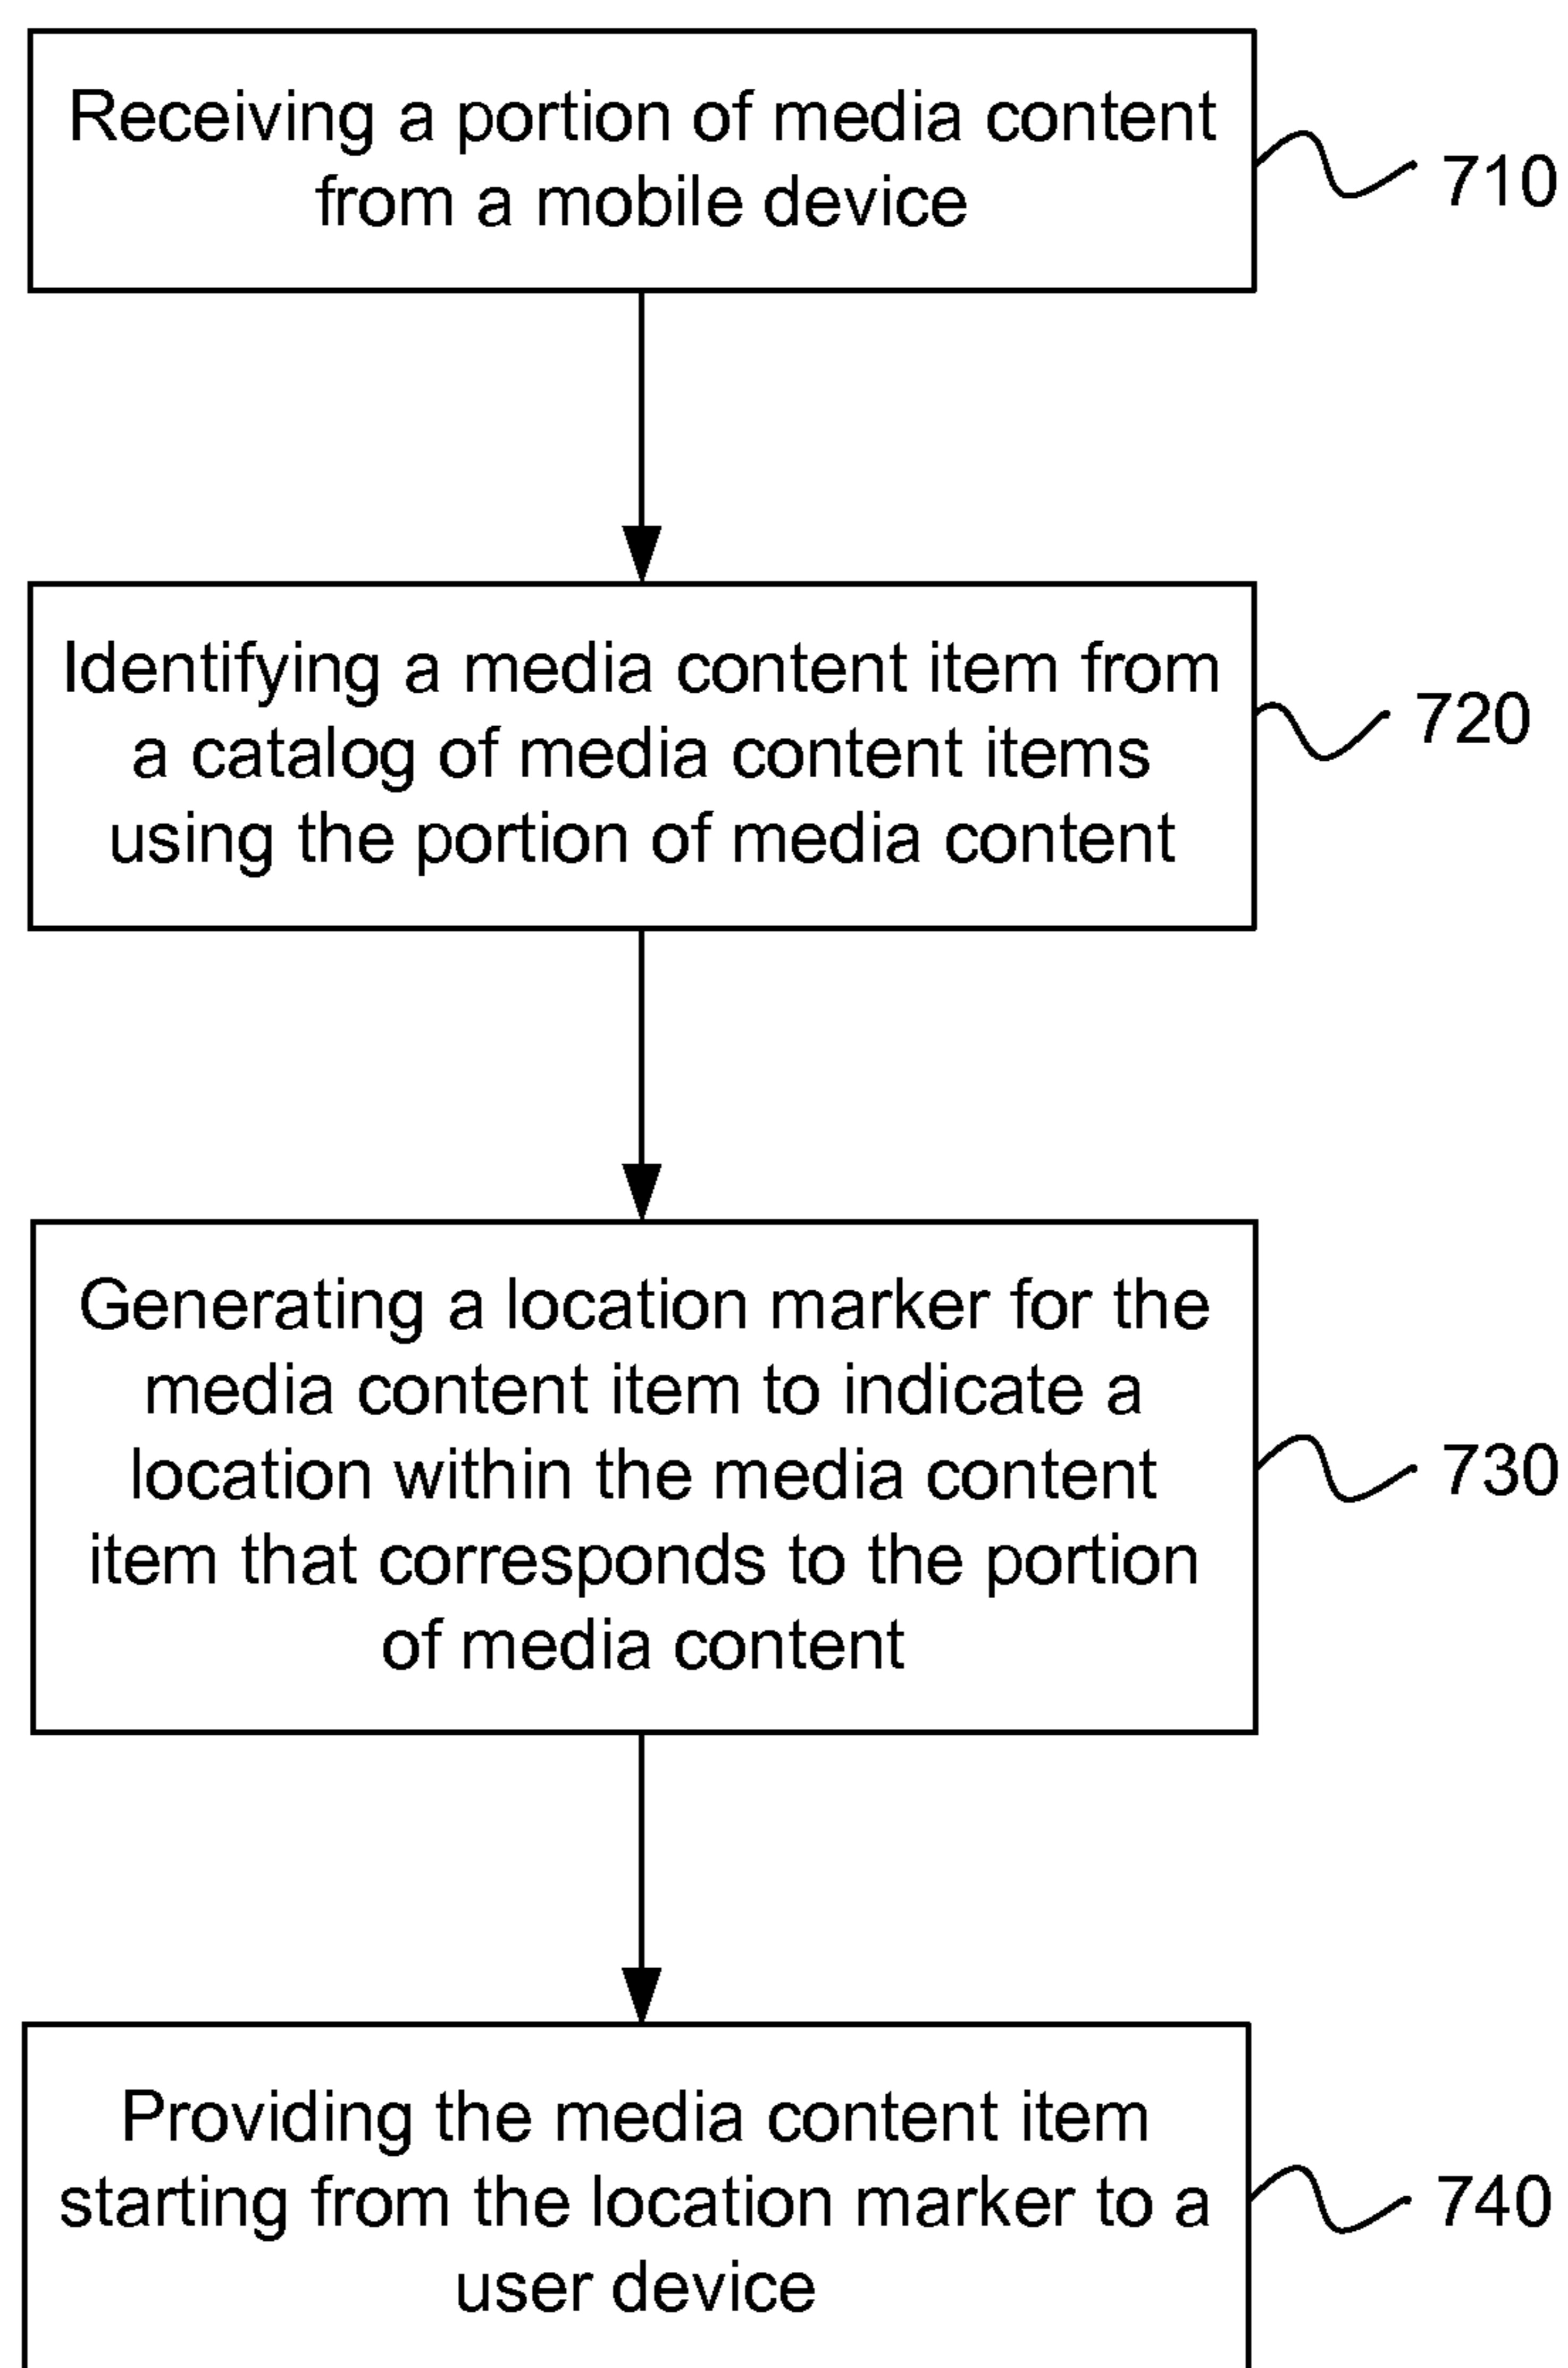 Receiving a portion of media content
from a mobile device
710
Identifying a media content item from
a catalog of media content items
using the portion of media content
720
Generating a location marker for the
media content item to indicate a
location within the media content
item that corresponds to the portion
of media content
730
Providing the media content item
starting from the location marker to a
user device
740